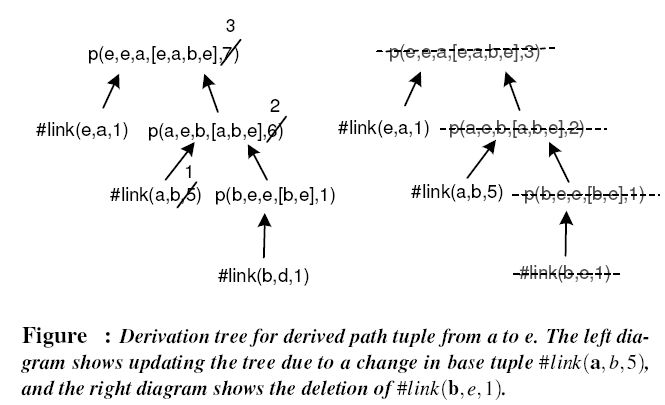 3
p(e,e,a,[e,a,b,e],7)
2
#link(e,a,1) p(a,e,b,[a,b,e],6)
1
#link(a,b,5) p(b,e,e,[b,e],1)
#link(b,d,1)
p(e,e,a,[e,a,b,e],3)
#link(e,a,1) p(a,e,b,[a,b,e],2)
#link(a,b,5) p(b,e,e,[b,e],1)
#link(b,e,1)
Figure : Derivation tree for derived path tuple from a to e. The left dia-
gram shows updating the tree due to a change in base tuple #link(a,b,5),
and the right diagram shows the deletion of #link(b,e,1).